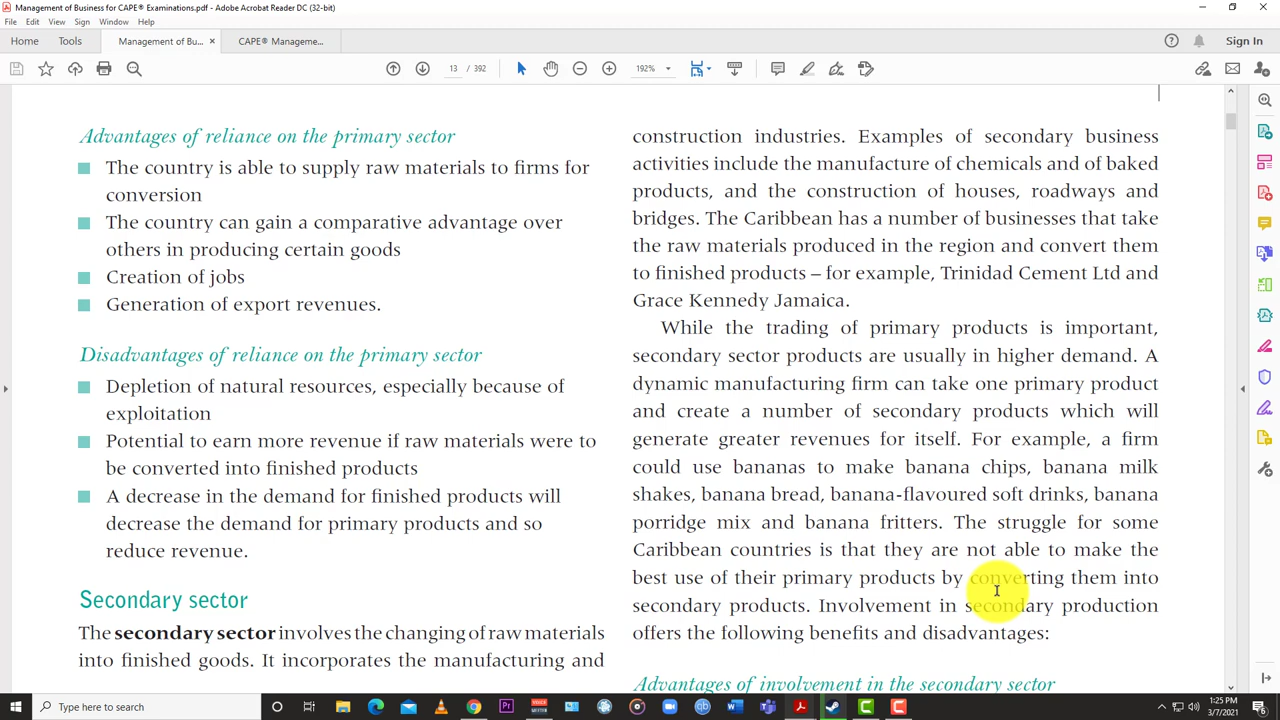 Management of Business for CAPE® Examinations.pdf - Adobe Acrobat Reader DC (32-bit)
File Edit View Sign Window Help
Home Tools Management of Bu... × CAPE® Manageme... Sign In
13 / 392 192%
Advantages of reliance on the primary sector
The country is able to supply raw materials to firms for
conversion
The country can gain a comparative advantage over
others in producing certain goods
Creation of jobs
Generation of export revenues.
Disadvantages of reliance on the primary sector
Depletion of natural resources, especially because of
exploitation
Potential to earn more revenue if raw materials were to
be converted into finished products
A decrease in the demand for finished products will
decrease the demand for primary products and so
reduce revenue.
Secondary sector
The secondary sector involves the changing of raw materials
into finished goods. It incorporates the manufacturing and
construction industries. Examples of secondary business
activities include the manufacture of chemicals and of baked
products, and the construction of houses, roadways and
bridges. The Caribbean has a number of businesses that take
the raw materials produced in the region and convert them
to finished products – for example, Trinidad Cement Ltd and
Grace Kennedy Jamaica.
While the trading of primary products is important,
secondary sector products are usually in higher demand. A
dynamic manufacturing firm can take one primary product
and create a number of secondary products which will
generate greater revenues for itself. For example, a firm
could use bananas to make banana chips, banana milk
shakes, banana bread, banana-flavoured soft drinks, banana
porridge mix and banana fritters. The struggle for some
Caribbean countries is that they are not able to make the
best use of their primary products by converting them into
secondary products. Involvement in secondary production
offers the following benefits and disadvantages:
Advantages of involvement in the secondary sector
Type here to search
1:25 PM
3/7/2021